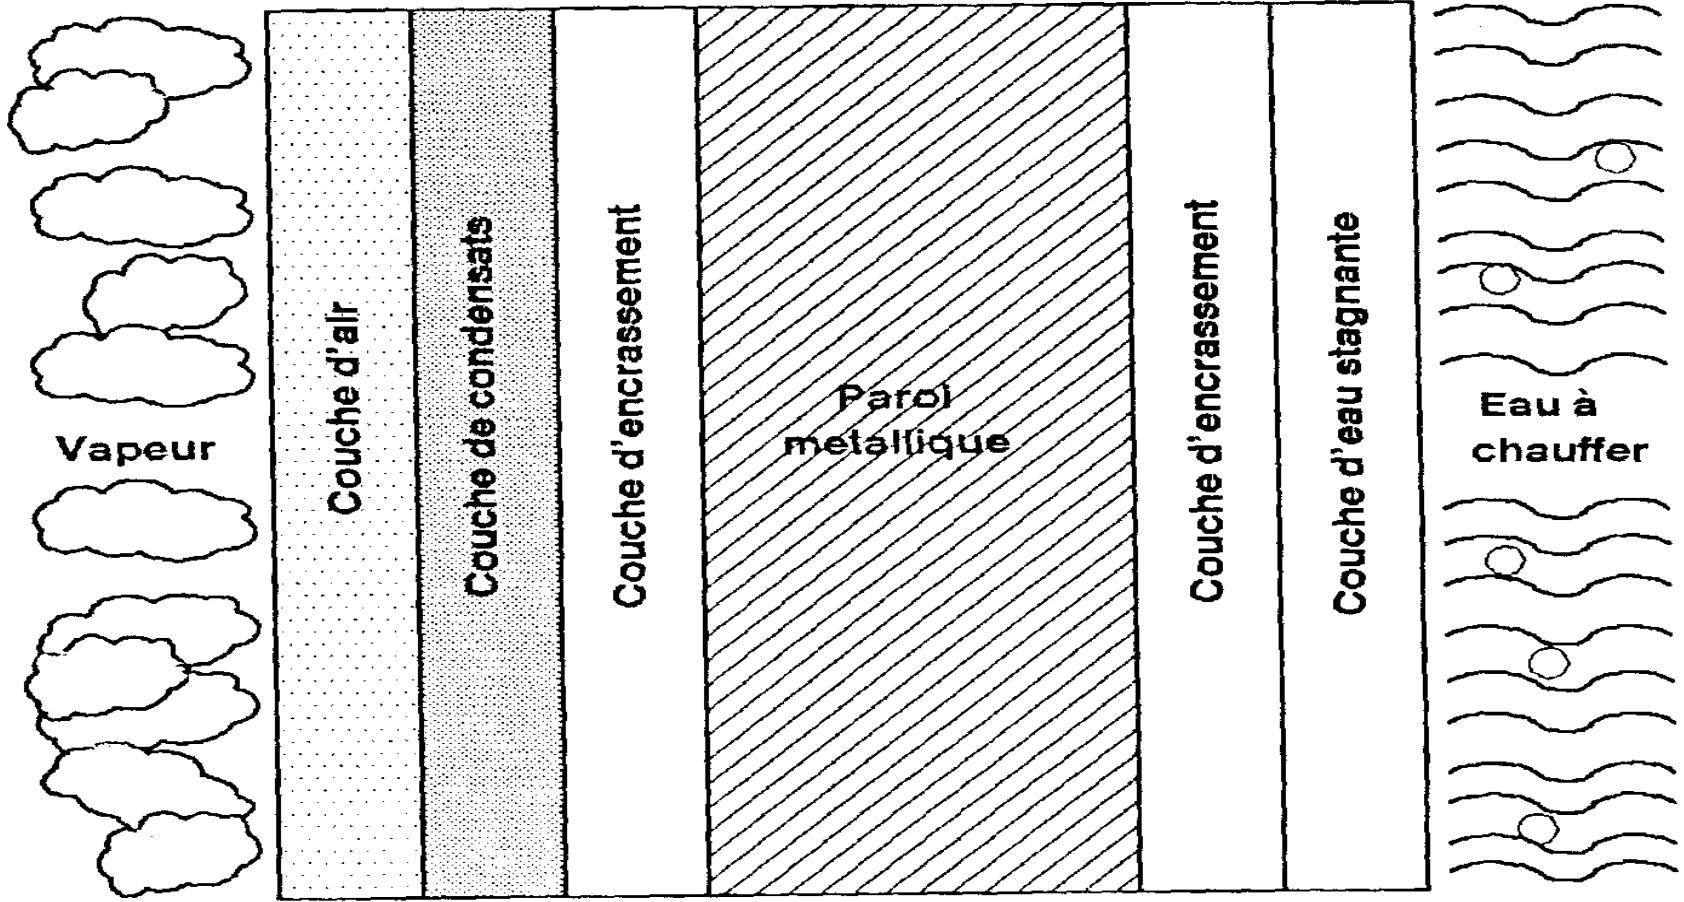 Vapeur
Couche d'air
Couche de condensats
Couche d'encrassement
Paroi
metallique
Couche d'encrassement
Couche d'eau stagnante
Eau à
chauffer